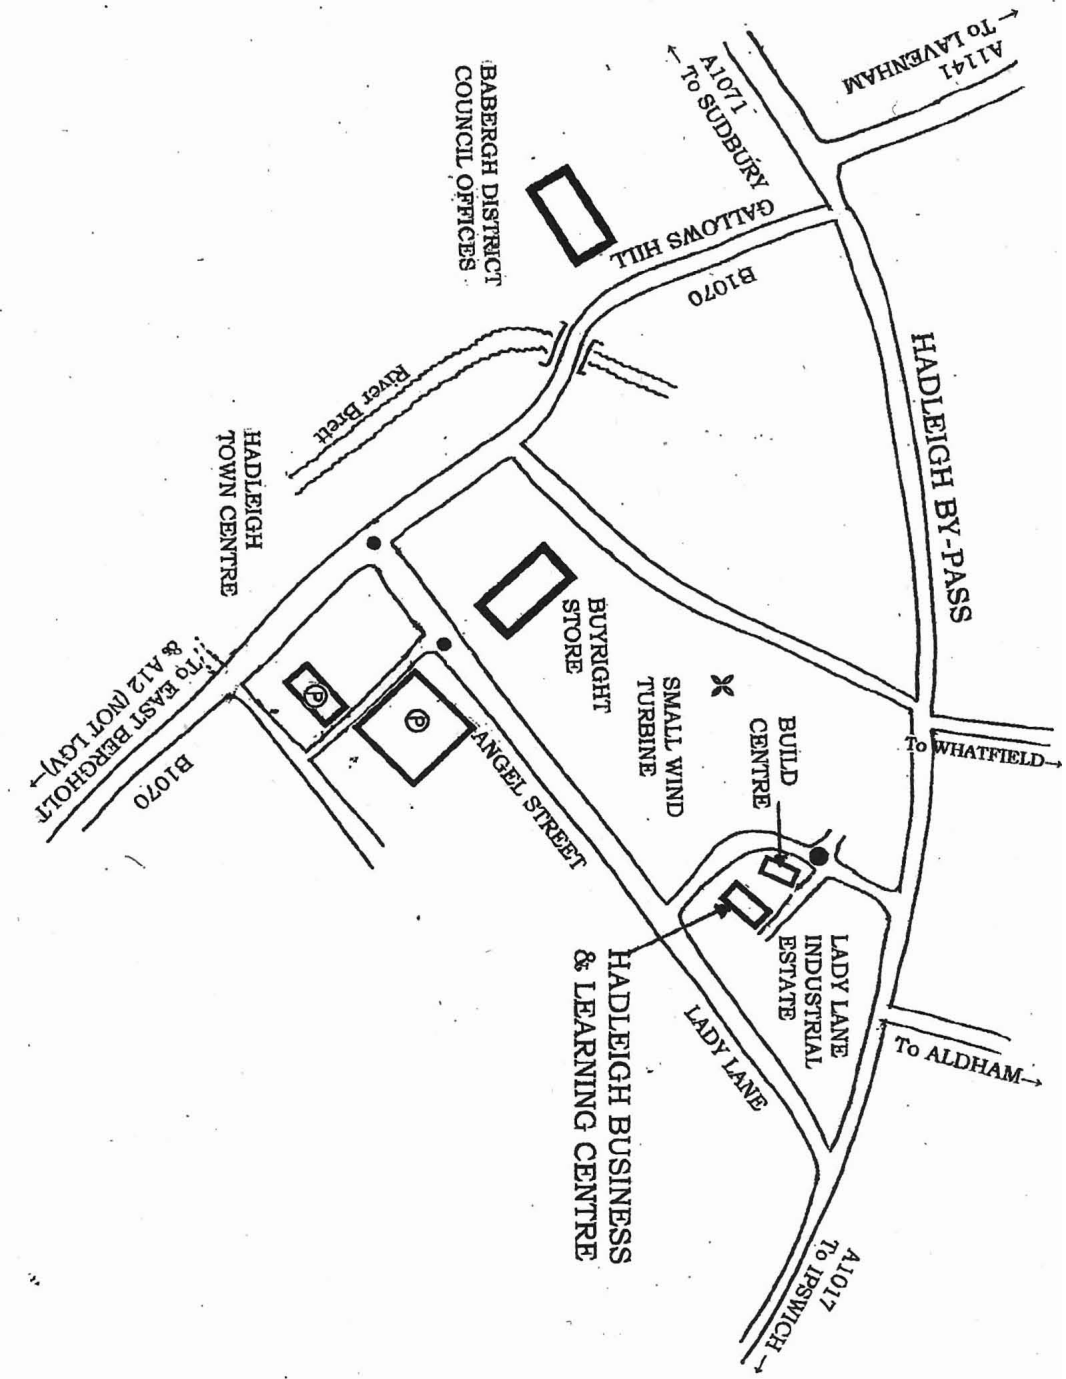 A1141
← To LAVENHAM
A1071
← To SUDBURY
BABERGH DISTRICT
COUNCIL OFFICES
GALLOWS HILL
B1070
HADLEIGH BY-PASS
River Brett
HADLEIGH
TOWN CENTRE
BUYRIGHT
STORE
SMALL WIND
TURBINE
BUILD
CENTRE
To WHATFIELD→
To EAST BERGHOLT
& A12 (NOT LGV)→
B1070
P
P
ANGEL STREET
LADY LANE
INDUSTRIAL
ESTATE
To ALDHAM→
LADY LANE
HADLEIGH BUSINESS
& LEARNING CENTRE
A1017
To IPSWICH→